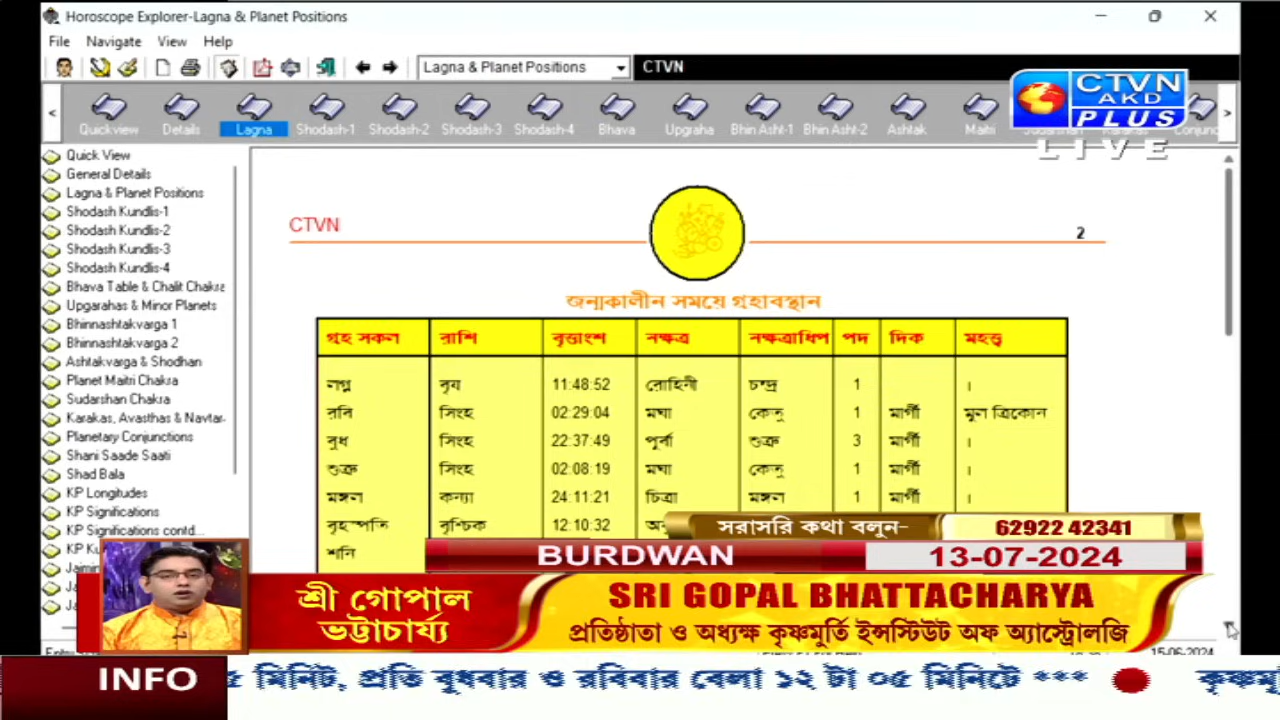 Horoscope Explorer-Lagna & Planet Positions
File Navigate View Help
Lagna & Planet Positions CTVN
Quickview Details Lagna Shodash-1 Shodash-2 Shodash-3 Shodash-4 Bhava Upgraha Bhin Asht-1 Bhin Asht-2 Ashtak Maitri
CTVN
AKD
PLUS
LIVE
Quick View
General Details
Lagna & Planet Positions
Shodash Kundlis-1
Shodash Kundlis-2
Shodash Kundlis-3
Shodash Kundlis-4
Bhava Table & Chalit Chakra
Upgarahas & Minor Planets
Bhinnashtakvarga 1
Bhinnashtakvarga 2
Ashtakvarga & Shodhan
Planet Maitri Chakra
Sudarshan Chakra
Karakas, Avasthas & Navtar
Planetary Conjunctions
Shani Saade Saati
Shad Bala
KP Longitudes
KP Significations
KP Significations contd...
CTVN
2
জন্মকালীন সময়ে গ্রহাবস্থান
গ্রহ সকল রাশি বৃত্তাংশ নক্ষত্র নক্ষত্রাধিপ পদ দিক মহত্ত্ব
লগ্ন বৃষ 11:48:52 রোহিনী চন্দ্র 1 ।
রবি সিংহ 02:29:04 মঘা কেতু 1 মার্গী মুল ত্রিকোন
বুধ সিংহ 22:37:49 পূর্বা শুক্র 3 মার্গী ।
শুক্র সিংহ 02:08:19 মঘা কেতু 1 মার্গী ।
মঙ্গল কন্যা 24:11:21 চিত্রা মঙ্গল 1 মার্গী ।
বৃহস্পতি বৃশ্চিক 12:10:32
শনি
সরাসরি কথা বলুন- 62922 42341
BURDWAN 13-07-2024
শ্রী গোপাল
ভট্টাচার্য্য
SRI GOPAL BHATTACHARYA
প্রতিষ্ঠাতা ও অধ্যক্ষ কৃষ্ণমুর্তি ইন্সস্টিউট অফ অ্যাস্ট্রোলজি
15-06-2024
INFO ৫ মিনিট, প্রতি বুধবার ও রবিবার বেলা ১২ টা ০৫ মিনিটে ***